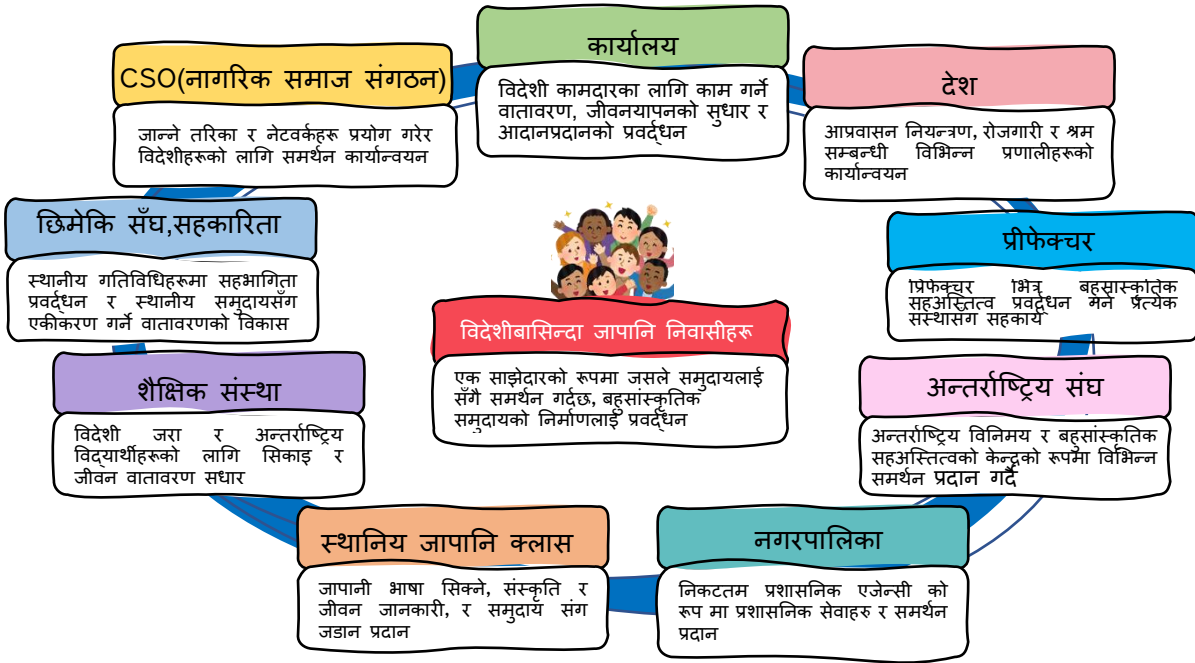 कार्यालय
विदेशी कामदारका लागि काम गर्ने
वातावरण, जीवनयापनको सुधार र
आदानप्रदानको प्रवर्द्धन
देश
आप्रवासन नियन्त्रण, रोजगारी र श्रम
सम्बन्धी विभिन्न प्रणालीहरूको
कार्यान्वयन
प्रीफेक्चर
प्रिफेक्चर भित्र बहुसांस्कृतिक
सहअस्तित्व प्रवर्द्धन गर्न प्रत्येक
संस्थासँग सहकार्य
अन्तर्राष्ट्रिय संघ
अन्तर्राष्ट्रिय विनिमय र बहुसांस्कृतिक
सहअस्तित्वको केन्द्रको रूपमा विभिन्न
समर्थन प्रदान गर्दै
नगरपालिका
निकटतम प्रशासनिक एजेन्सी को
रूप मा प्रशासनिक सेवाहरु र समर्थन
प्रदान
स्थानिय जापानि क्लास
जापानी भाषा सिक्ने, संस्कृति र
जीवन जानकारी, र समुदाय संग
जडान प्रदान
शैक्षिक संस्था
विदेशी जरा र अन्तर्राष्ट्रिय
विद्यार्थीहरूको लागि सिकाइ र
जीवन वातावरण सधार
छिमेकि सँघ,सहकारिता
स्थानीय गतिविधिहरूमा सहभागिता
प्रवर्द्धन र स्थानीय समुदायसँग
एकीकरण गर्ने वातावरणको विकास
CSO(नागरिक समाज संगठन)
जान्ने तरिका र नेटवर्कहरू प्रयोग गरेर
विदेशीहरूको लागि समर्थन कार्यान्वयन
विदेशीबासिन्दा जापानि निवासीहरू
एक साझेदारको रूपमा जसले समुदायलाई
सँगै समर्थन गर्दछ, बहुसांस्कृतिक
समुदायको निर्माणलाई प्रवर्द्धन